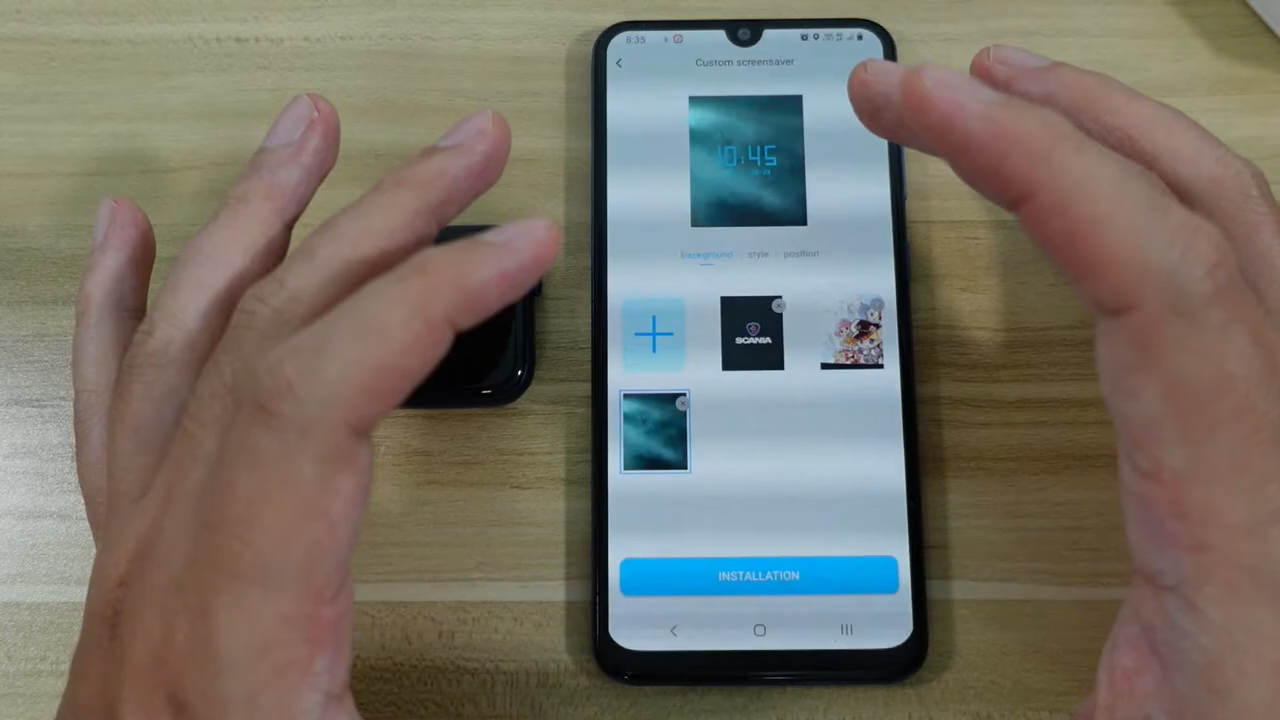 8:35
Custom screensaver
10:45
background style position
SCANIA
INSTALLATION